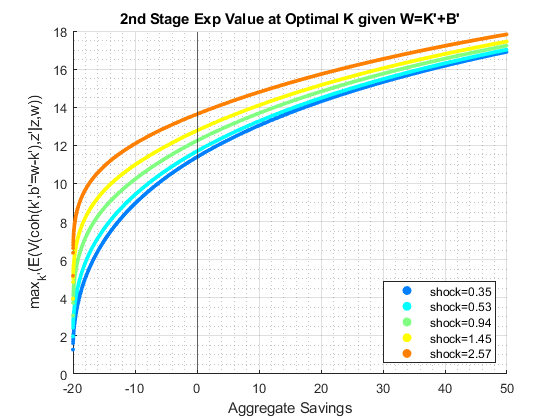 2nd Stage Exp Value at Optimal K given W=K'+B'
18
16
14
12
10
8
6
4
2
0
-20
-10
0
10
20
30
40
50
max_k'(E(V(coh(k',b'=w-k'),z'|z,w))
Aggregate Savings
shock=0.35
shock=0.53
shock=0.94
shock=1.45
shock=2.57